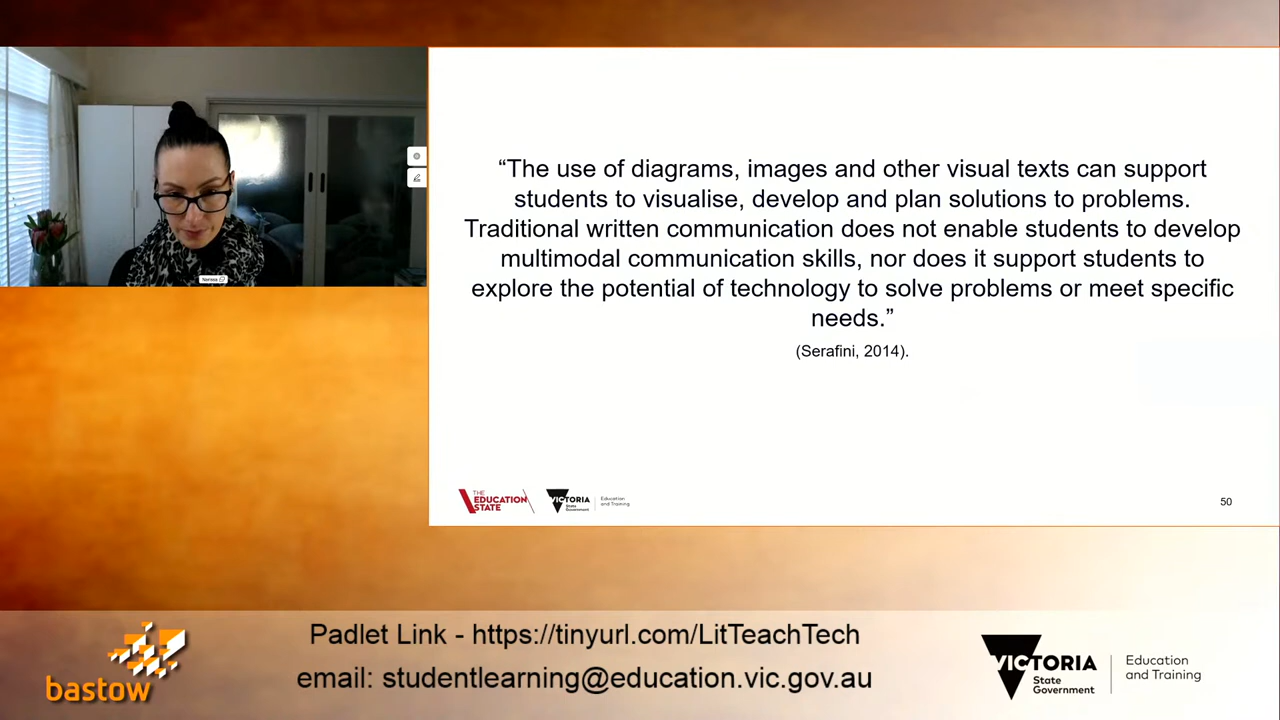 “The use of diagrams, images and other visual texts can support
students to visualise, develop and plan solutions to problems.
Traditional written communication does not enable students to develop
multimodal communication skills, nor does it support students to
explore the potential of technology to solve problems or meet specific
needs.”
(Serafini, 2014).
THE
EDUCATION
STATE
VICTORIA
State
Government
Education
and Training
50
bastow
Padlet Link - https://tinyurl.com/LitTeachTech
email: studentlearning@education.vic.gov.au
VICTORIA
State
Government
Education
and Training